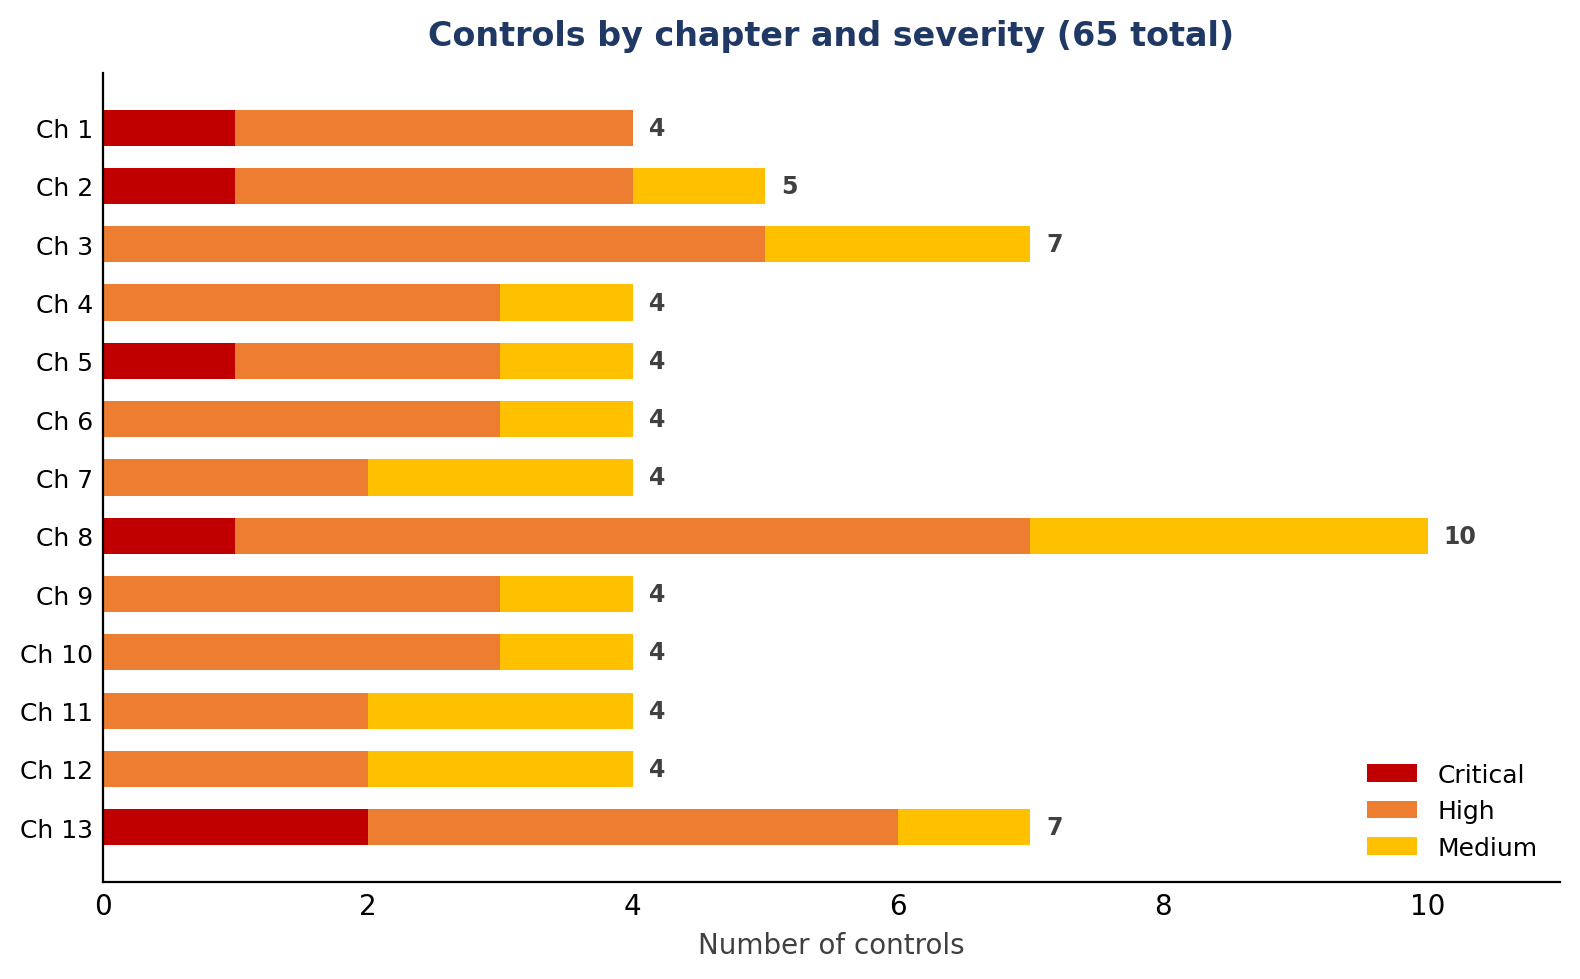 Controls by chapter and severity (65 total)
Ch 1 4
Ch 2 5
Ch 3 7
Ch 4 4
Ch 5 4
Ch 6 4
Ch 7 4
Ch 8 10
Ch 9 4
Ch 10 4
Ch 11 4
Ch 12 4
Ch 13 7
Critical
High
Medium
0 2 4 6 8 10
Number of controls